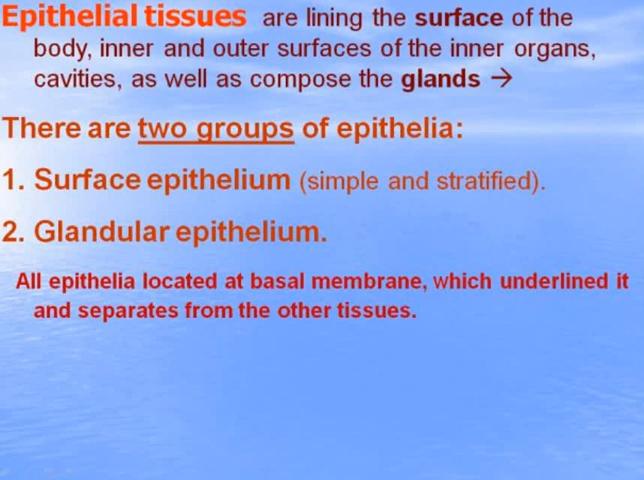 Epithelial tissues are lining the surface of the
body, inner and outer surfaces of the inner organs,
cavities, as well as compose the glands →
There are two groups of epithelia:
1. Surface epithelium (simple and stratified).
2. Glandular epithelium.
All epithelia located at basal membrane, which underlined it
and separates from the other tissues.